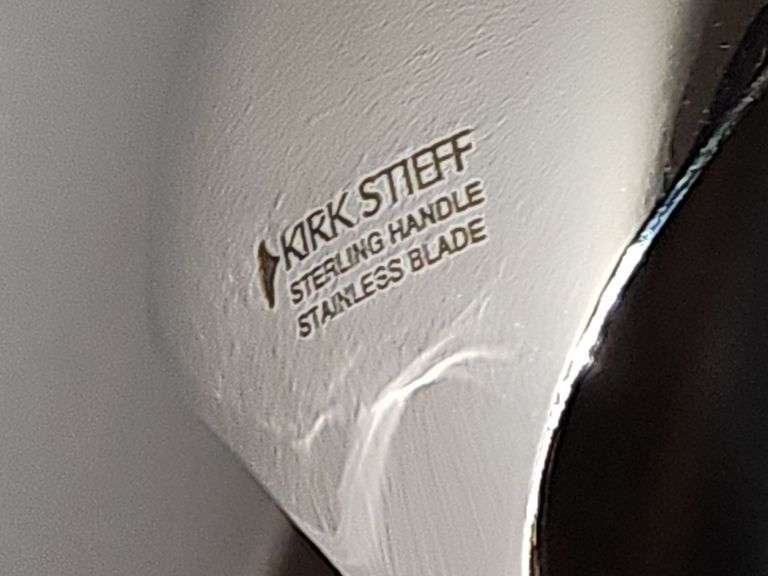 KIRK STIEFF
STERLING HANDLE
STAINLESS BLADE